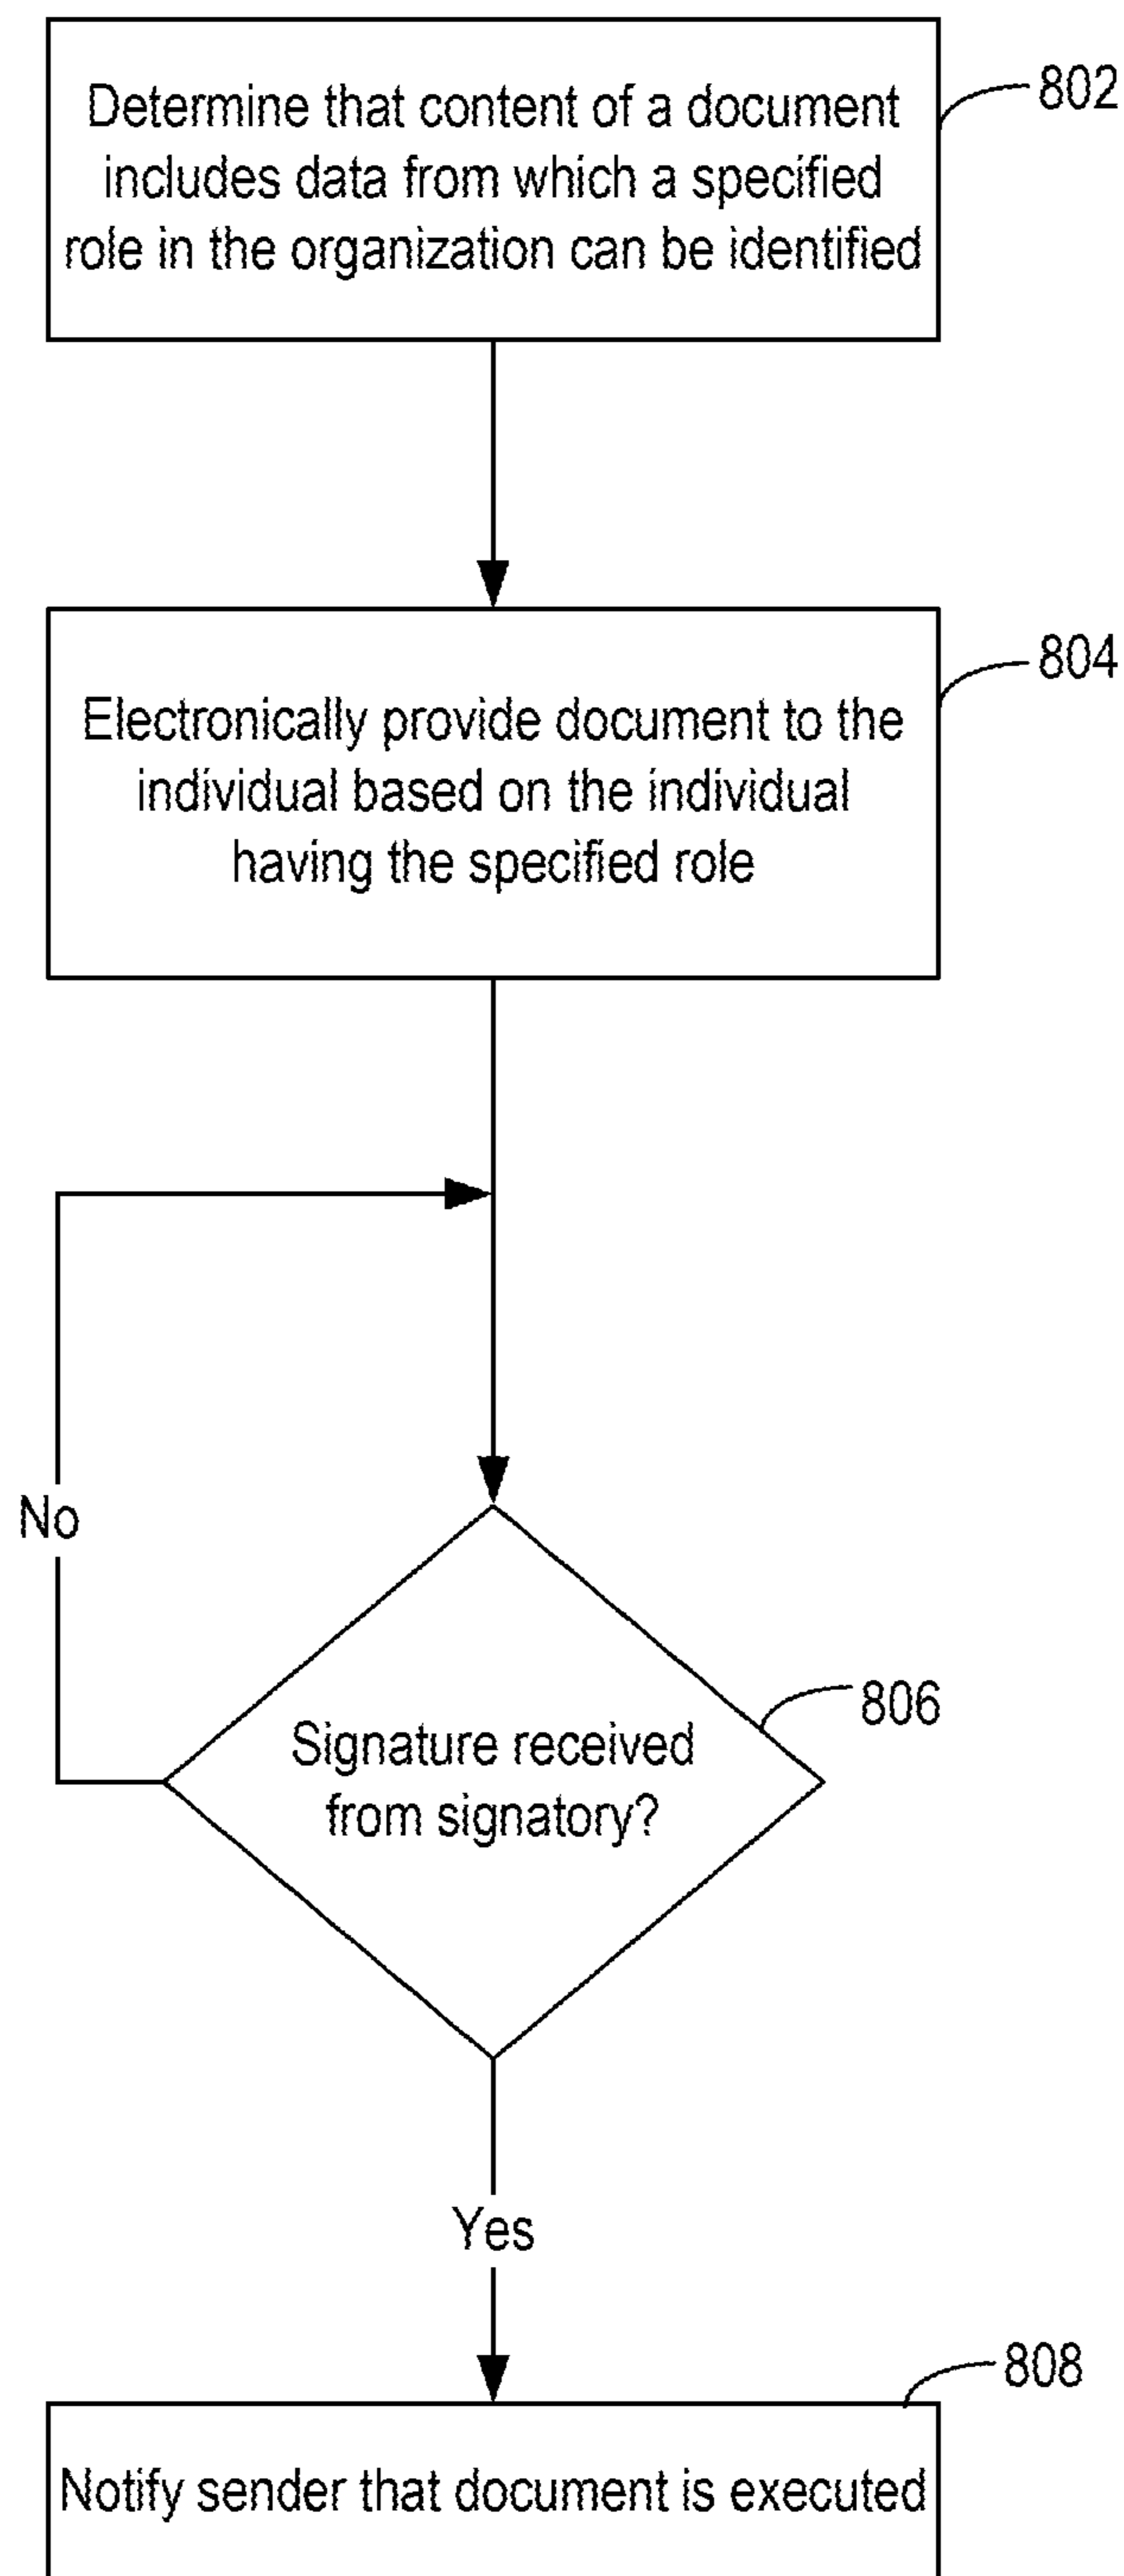 Determine that content of a document
includes data from which a specified
role in the organization can be identified
802
Electronically provide document to the
individual based on the individual
having the specified role
804
No
Signature received
from signatory?
806
Yes
808
Notify sender that document is executed